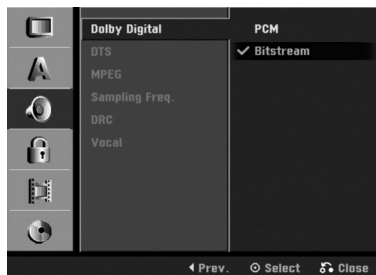 Dolby Digital
DTS
MPEG
Sampling Freq.
DRC
Vocal
PCM
✓ Bitstream
A
Prev.
Select
Close